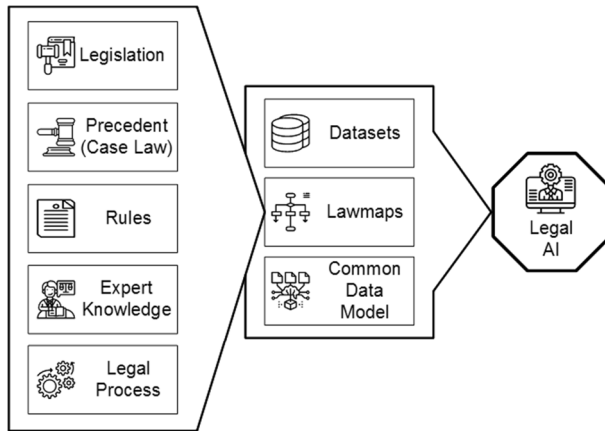 Legislation
Precedent
(Case Law)
Rules
Expert
Knowledge
Legal
Process
Datasets
Lawmaps
Common
Data
Model
Legal
AI